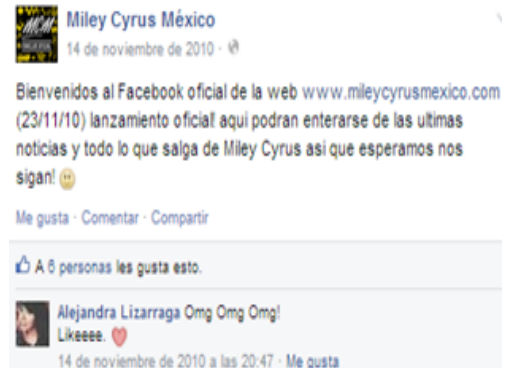 Miley Cyrus México
14 de noviembre de 2010 ·
Bienvenidos al Facebook oficial de la web www.mileycyrusmexico.com
(23/11/10) lanzamiento oficial! aqui podran enterarse de las ultimas
noticias y todo lo que salga de Miley Cyrus asi que esperamos nos
sigan!
Me gusta · Comentar · Compartir
A 6 personas les gusta esto.
Alejandra Lizarraga Omg Omg Omg!
Likeeee.
14 de noviembre de 2010 a las 20:47 · Me gusta